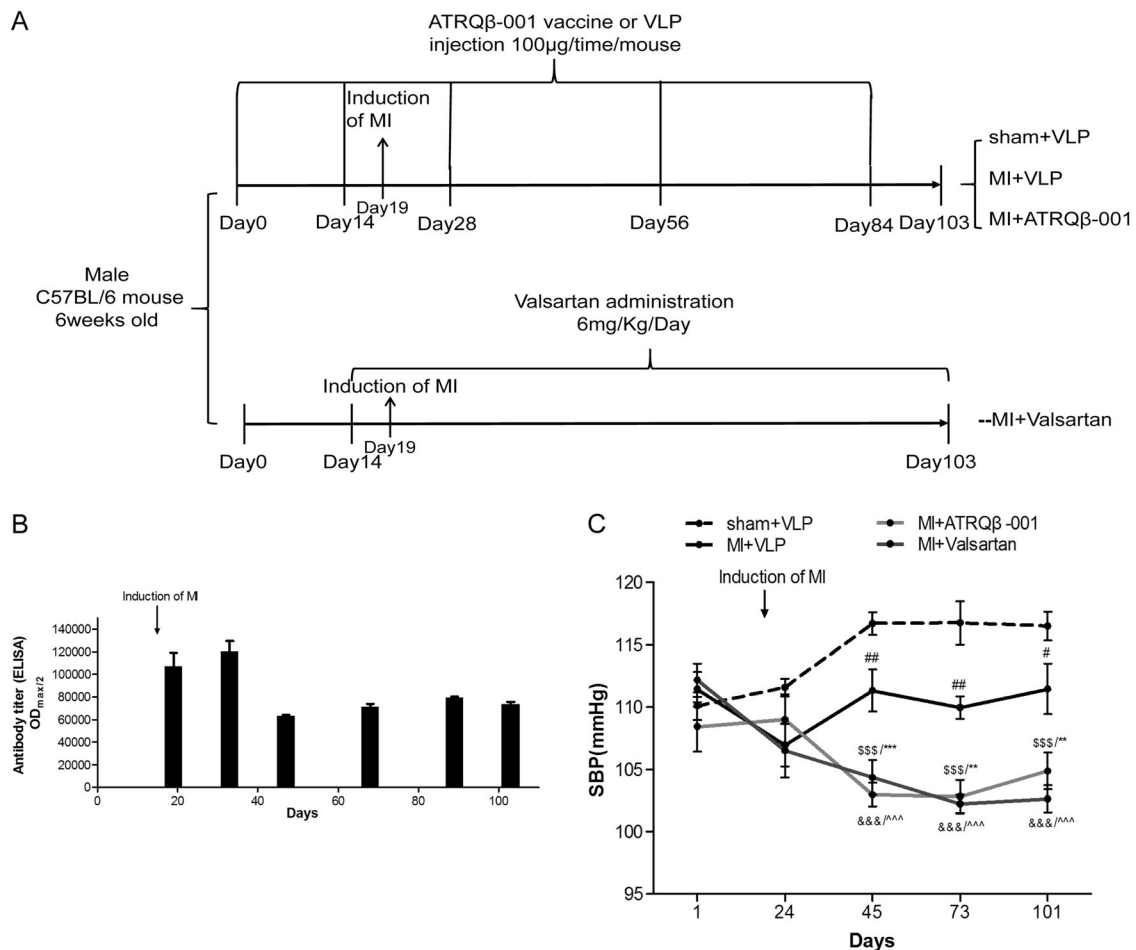 A
ATRQβ-001 vaccine or VLP
injection 100μg/time/mouse
Induction
of MI
Day0
Day14
Day19
Day28
Day56
Day84
Day103
sham+VLP
MI+VLP
MI+ATRQβ-001
Male
C57BL/6 mouse
6weeks old
Valsartan administration
6mg/Kg/Day
Induction of MI
Day0
Day14
Day19
Day103
--MI+Valsartan
B
Induction of MI
Antibody titer (ELISA)
ODmax/2
140000
120000
100000
80000
60000
40000
20000
0
0 20 40 60 80 100
Days
C
sham+VLP
MI+VLP
MI+ATRQβ -001
MI+Valsartan
Induction of MI
SBP(mmHg)
120
115
110
105
100
95
## ## #
$$$/*** $$$/** $$$/**
&&&/^^^ &&&/^^^ &&&/^^^
1 24 45 73 101
Days